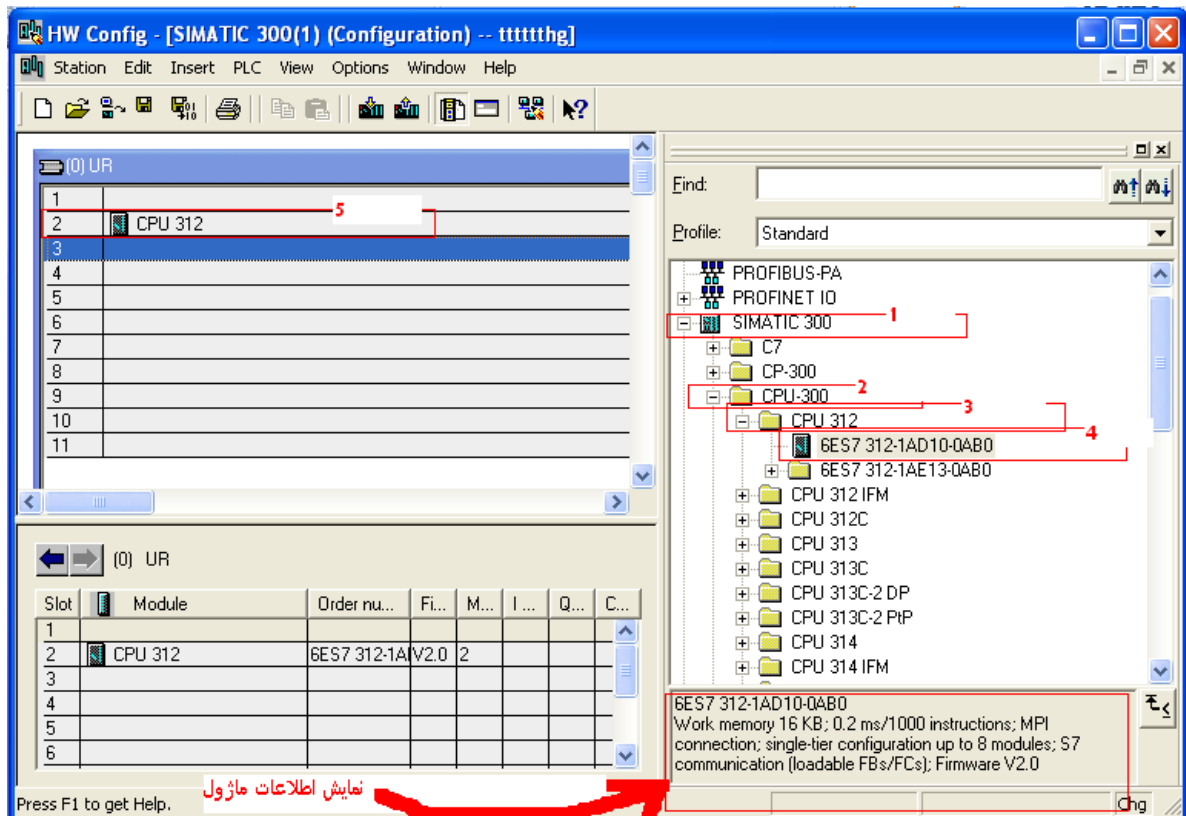 HW Config - [SIMATIC 300(1) (Configuration) -- ttttthg]
Station Edit Insert PLC View Options Window Help
(0) UR
1
2 CPU 312
5
3
4
5
6
7
8
9
10
11
Find:
Profile: Standard
PROFIBUS-PA
PROFINET IO
SIMATIC 300
1
C7
CP-300
CPU-300
2
CPU 312
3
6ES7 312-1AD10-0AB0
4
6ES7 312-1AE13-0AB0
CPU 312 IFM
CPU 312C
CPU 313
CPU 313C
CPU 313C-2 DP
CPU 313C-2 PtP
CPU 314
CPU 314 IFM
(0) UR
Slot Module Order nu... Fi... M... I ... Q... C...
1
2 CPU 312 6ES7 312-1A V2.0 2
3
4
5
6
6ES7 312-1AD10-0AB0
Work memory 16 KB; 0.2 ms/1000 instructions; MPI
connection; single-tier configuration up to 8 modules; S7
communication (loadable FBs/FCs); Firmware V2.0
نمایش اطلاعات ماژول
Press F1 to get Help.
Chg